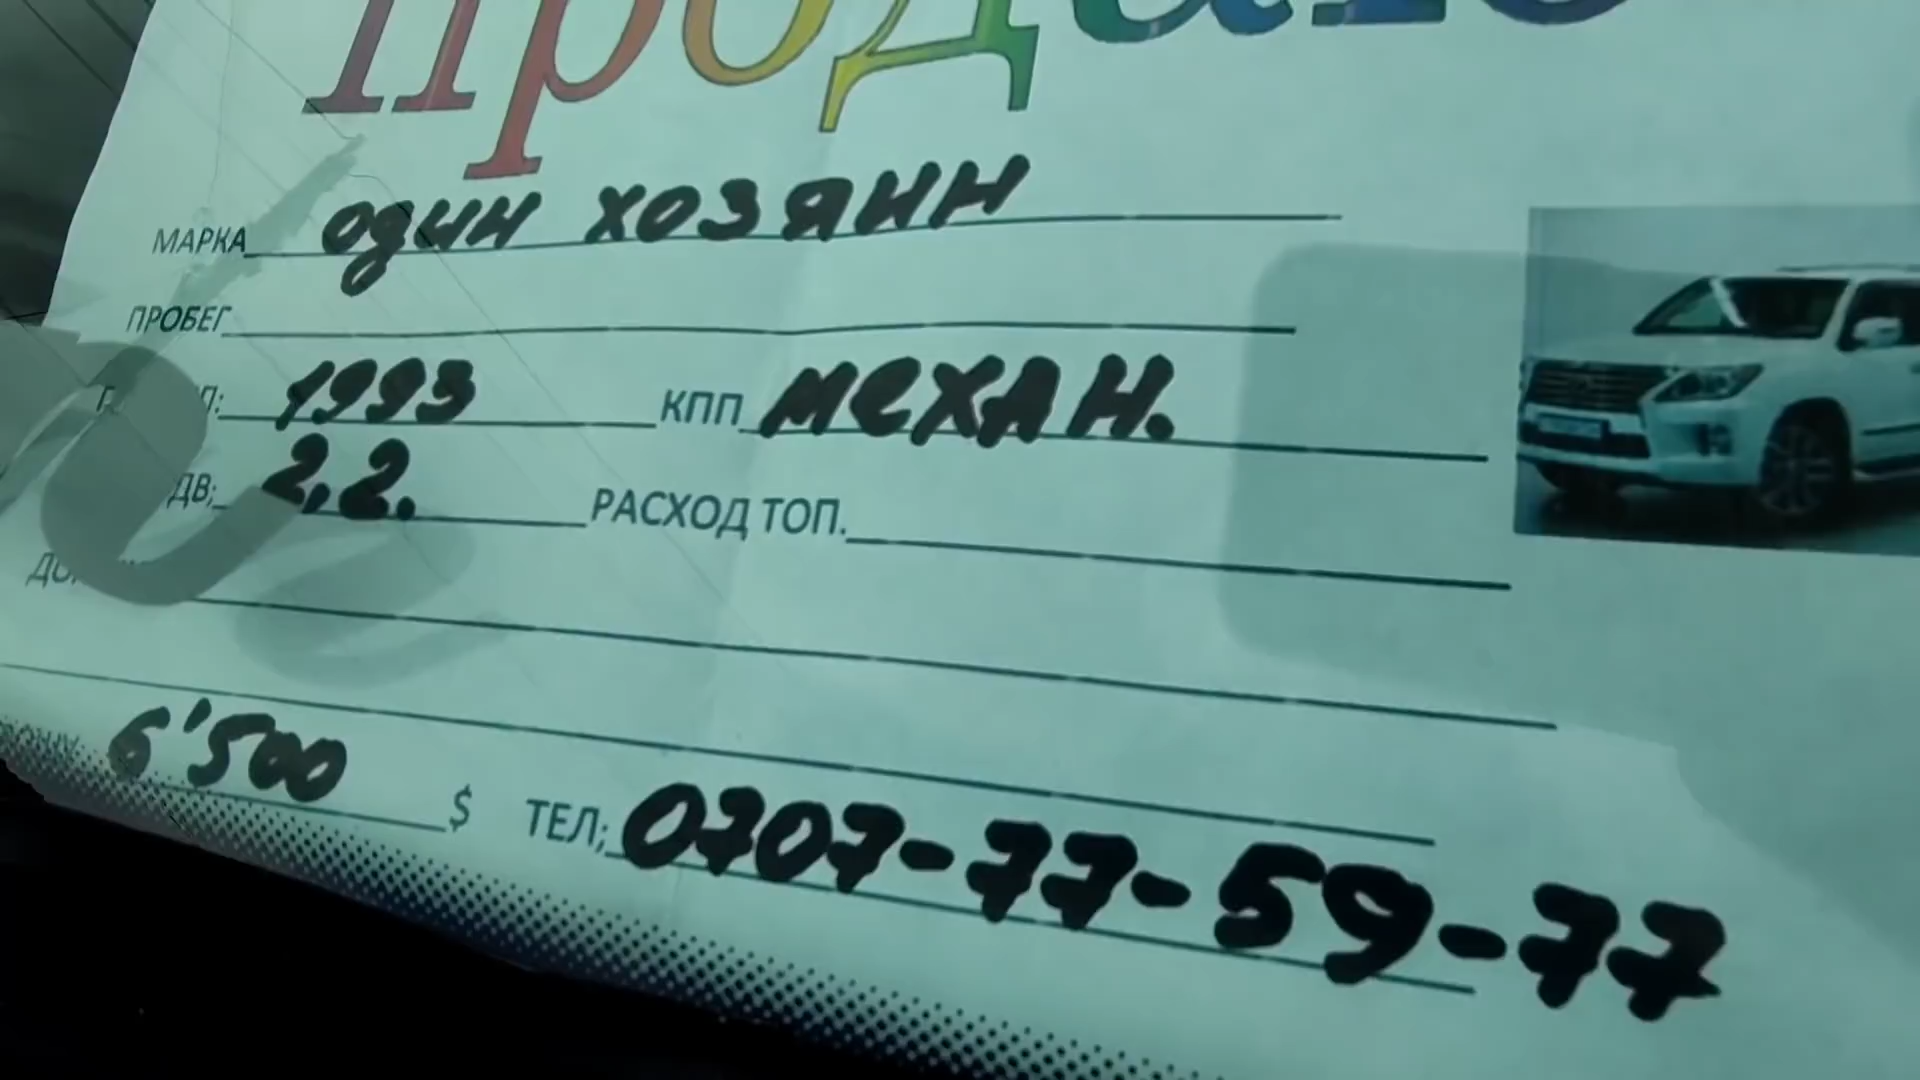 продаю
МАРКА один хозяин
ПРОБЕГ
1993 КПП механ.
ДВ; 2,2. РАСХОД ТОП.
6'500 $ ТЕЛ; 0707-77-59-77